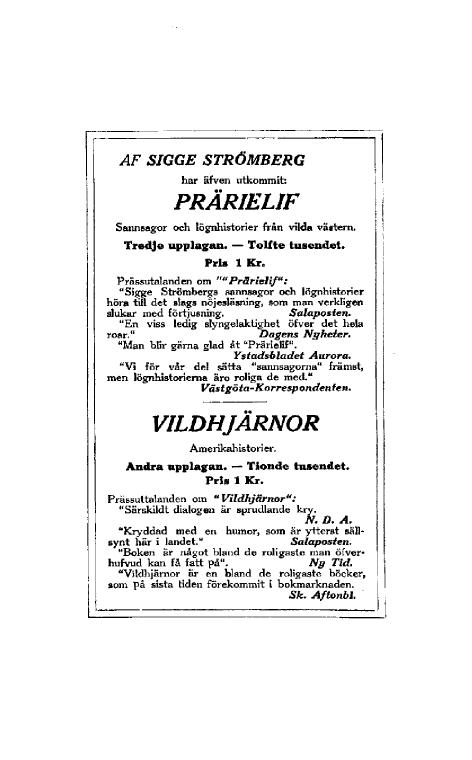 AF SIGGE STRÖMBERG
har äfven utkommit:
PRÄRIELIF
Sannsagor och lögnhistorier från vilda västern.
Tredje upplagan. — Tolfte tusendet.
Pris 1 Kr.
Prässutalanden om ""Prärielif":
"Sigge Strömbergs sannsagor och lögnhistorier
höra till det slags nöjesläsning, som man verkligen
slukar med förtjusning. Salaposten.
"En viss ledig slyngelaktighet öfver det hela
roar." Dagens Nyheter.
"Man blir gärna glad åt "Prärielif".
Ystadsbladet Aurora.
"Vi för vår del sätta "sannsagorna" främst,
men lögnhistorierna äro roliga de med."
Västgöta-Korrespondenten.
VILDHJÄRNOR
Amerikahistorier.
Andra upplagan. — Tionde tusendet.
Pris 1 Kr.
Prässuttalanden om "Vildhjärnor":
"Särskildt dialogen är sprudlande kry.
N. D. A.
"Kryddad med en humor, som är ytterst säll-
synt här i landet." Salaposten.
"Boken är något bland de roligaste man öfver-
hufvud kan få fatt på". Ny Tid.
"Vildhjärnor är en bland de roligaste böcker,
som på sista tiden förekommit i bokmarknaden.
Sk. Aftonbl.